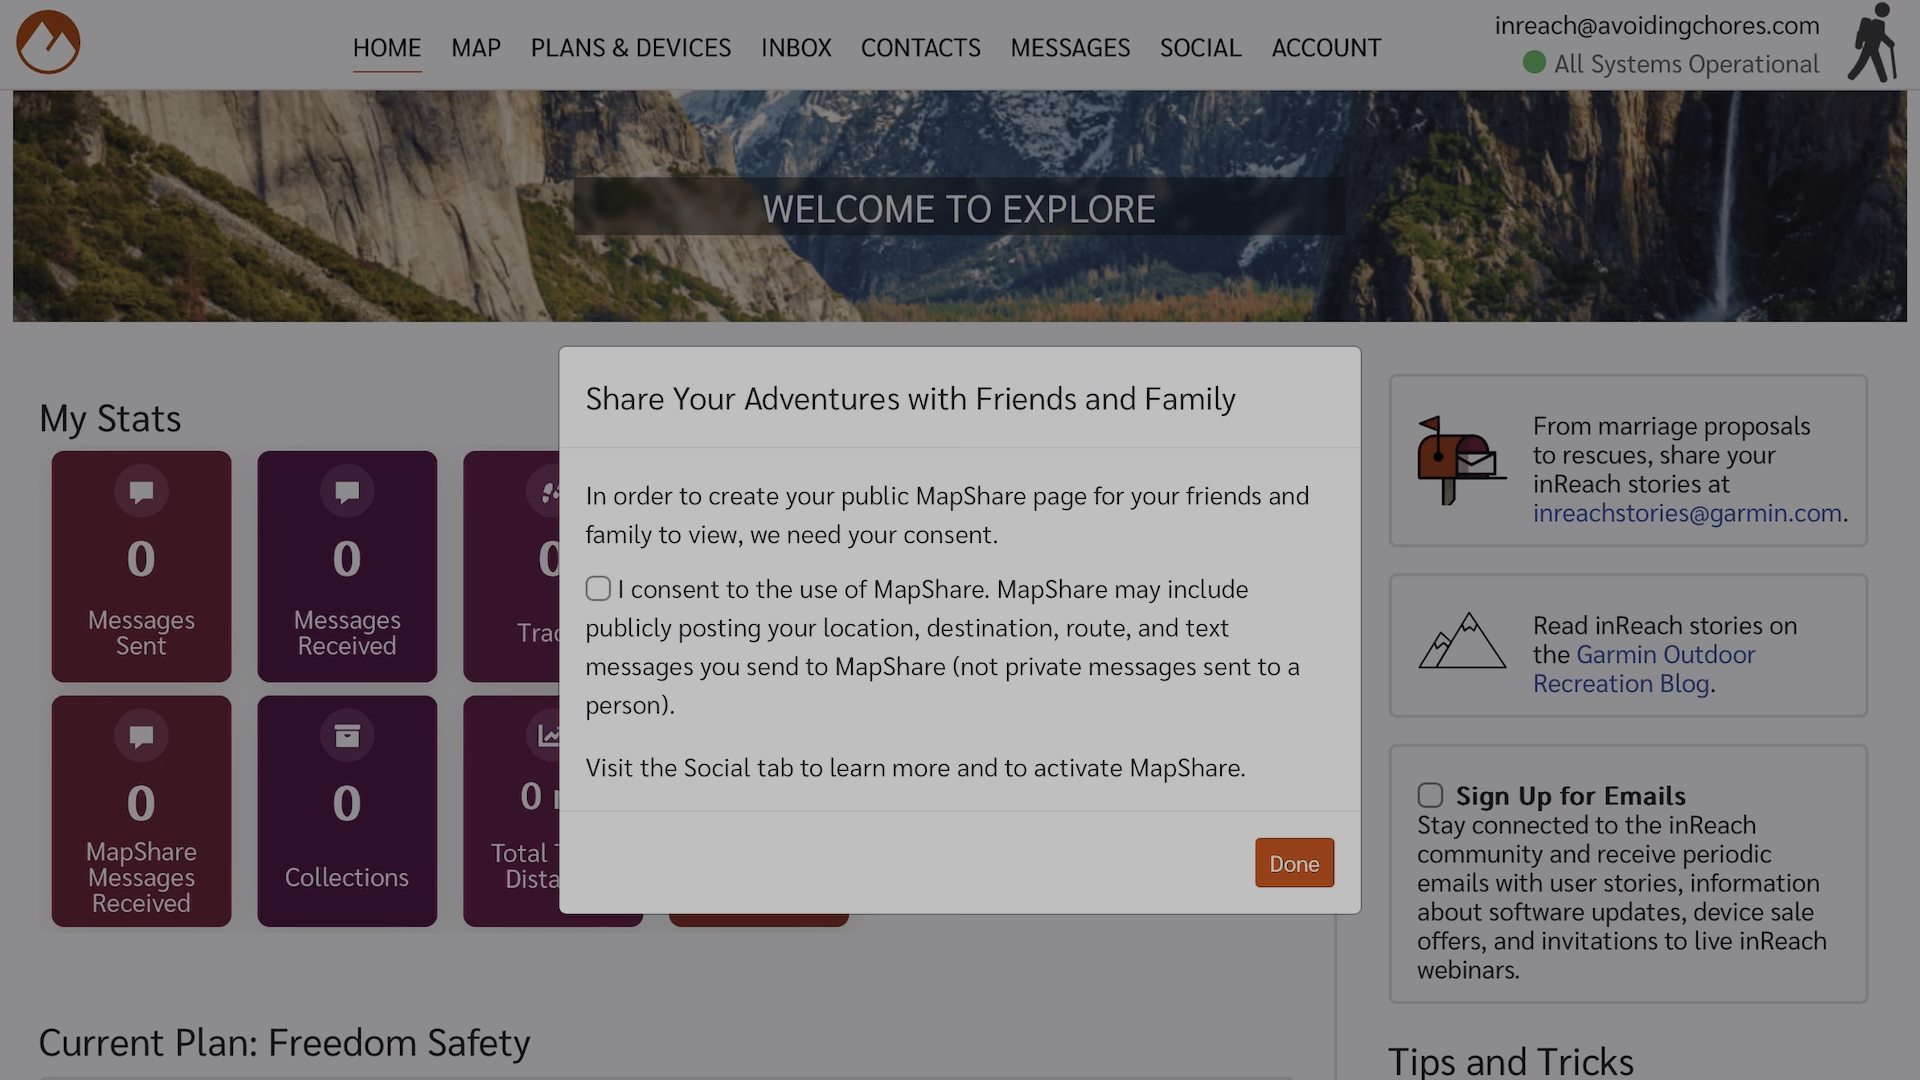 HOME MAP PLANS & DEVICES INBOX CONTACTS MESSAGES SOCIAL ACCOUNT
inreach@avoidingchores.com
All Systems Operational
WELCOME TO EXPLORE
My Stats
0
Messages
Sent
0
Messages
Received
0
0
MapShare
Messages
Received
0
Collections
0
Total
Share Your Adventures with Friends and Family
In order to create your public MapShare page for your friends and
family to view, we need your consent.
I consent to the use of MapShare. MapShare may include
publicly posting your location, destination, route, and text
messages you send to MapShare (not private messages sent to a
person).
Visit the Social tab to learn more and to activate MapShare.
Done
From marriage proposals
to rescues, share your
inReach stories at
inreachstories@garmin.com.
Read inReach stories on
the Garmin Outdoor
Recreation Blog.
Sign Up for Emails
Stay connected to the inReach
community and receive periodic
emails with user stories, information
about software updates, device sale
offers, and invitations to live inReach
webinars.
Current Plan: Freedom Safety
Tips and Tricks